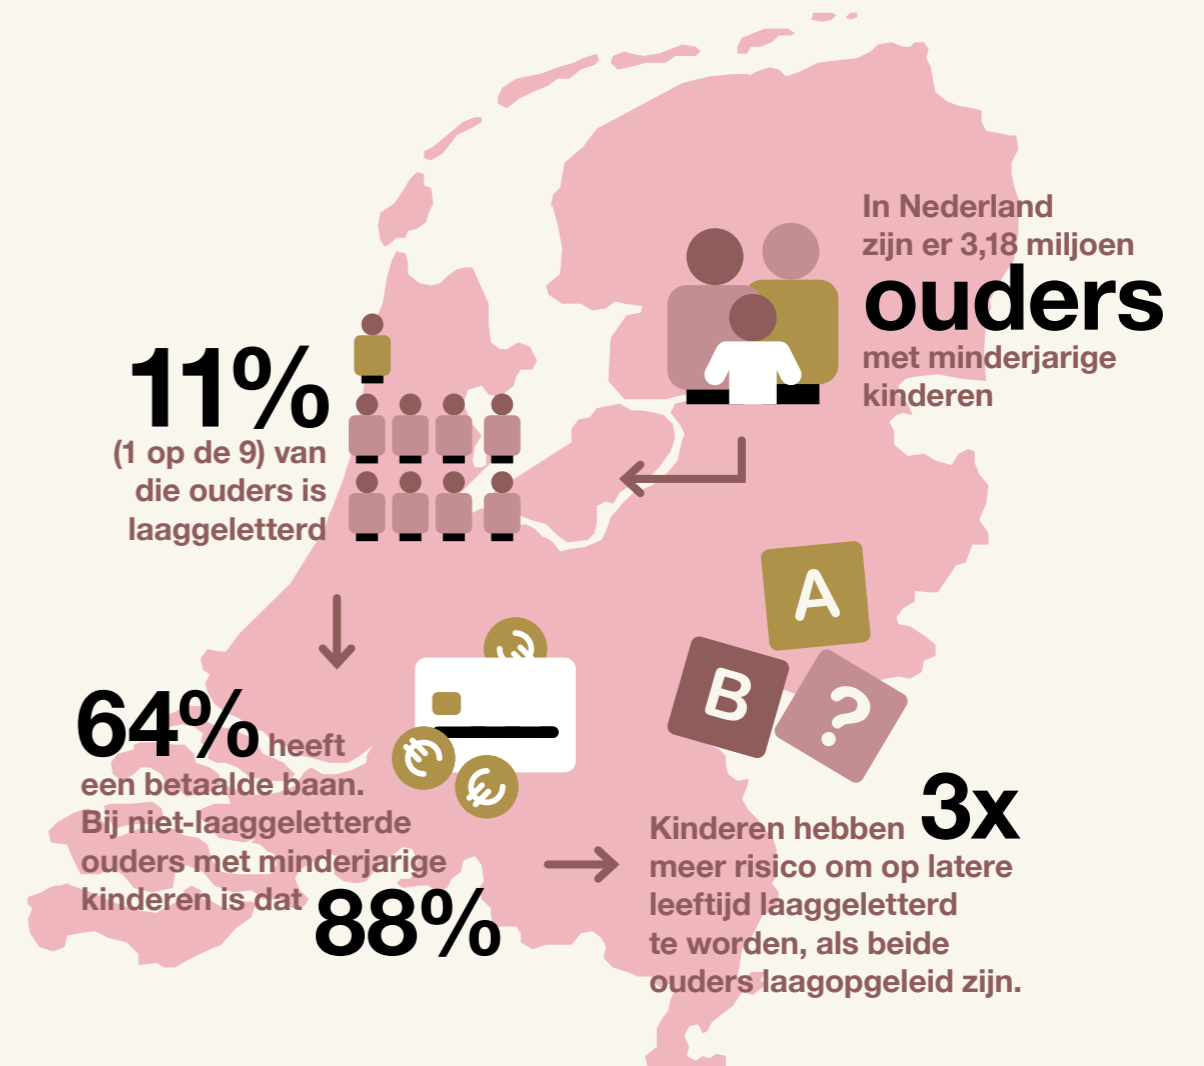 In Nederland
zijn er 3,18 miljoen
ouders
met minderjarige
kinderen
11%
(1 op de 9) van
die ouders is
laaggeletterd
64% heeft
een betaalde baan.
Bij niet-laaggeletterde
ouders met minderjarige
kinderen is dat 88%
A
B
?
Kinderen hebben 3x
meer risico om op latere
leeftijd laaggeletterd
te worden, als beide
ouders laagopgeleid zijn.
€
€
€